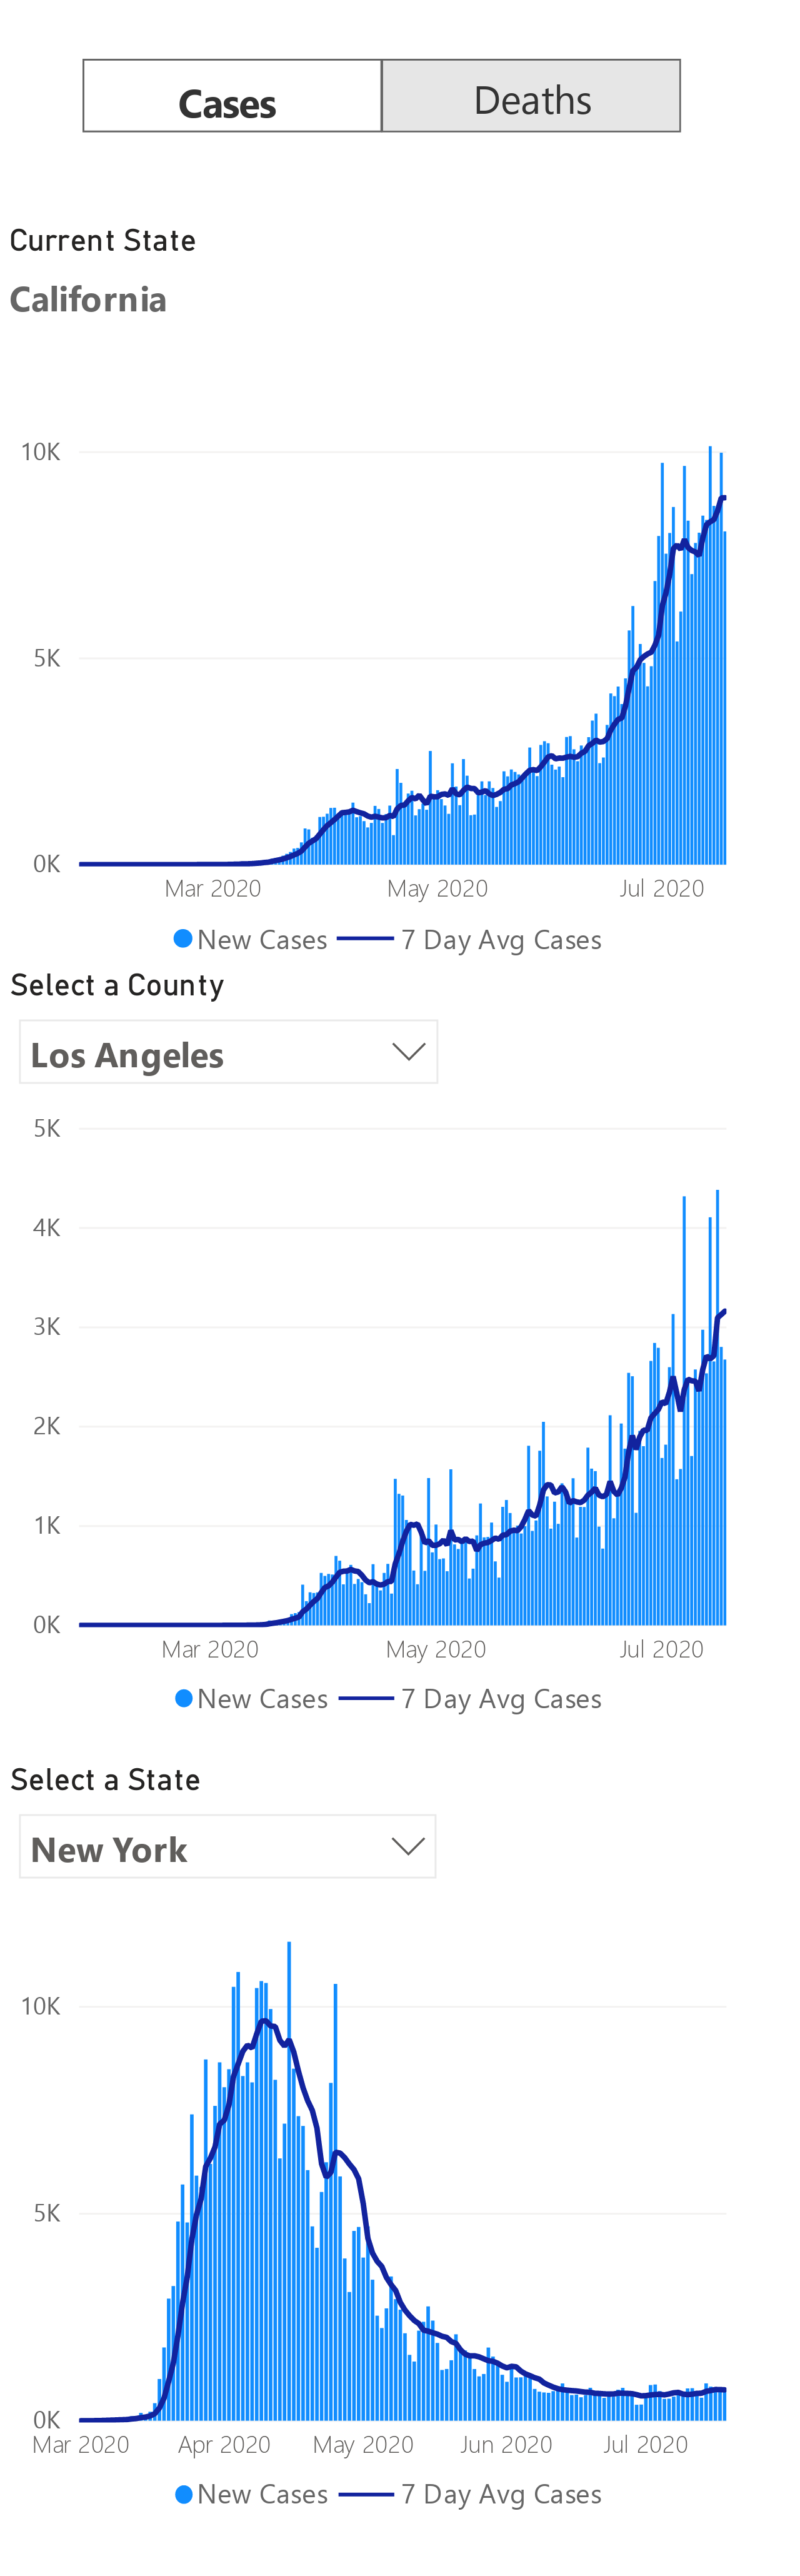 Cases Deaths
Current State
California
10K
5K
0K
Mar 2020 May 2020 Jul 2020
New Cases 7 Day Avg Cases
Select a County
Los Angeles
5K
4K
3K
2K
1K
0K
Mar 2020 May 2020 Jul 2020
New Cases 7 Day Avg Cases
Select a State
New York
10K
5K
0K
Mar 2020 Apr 2020 May 2020 Jun 2020 Jul 2020
New Cases 7 Day Avg Cases